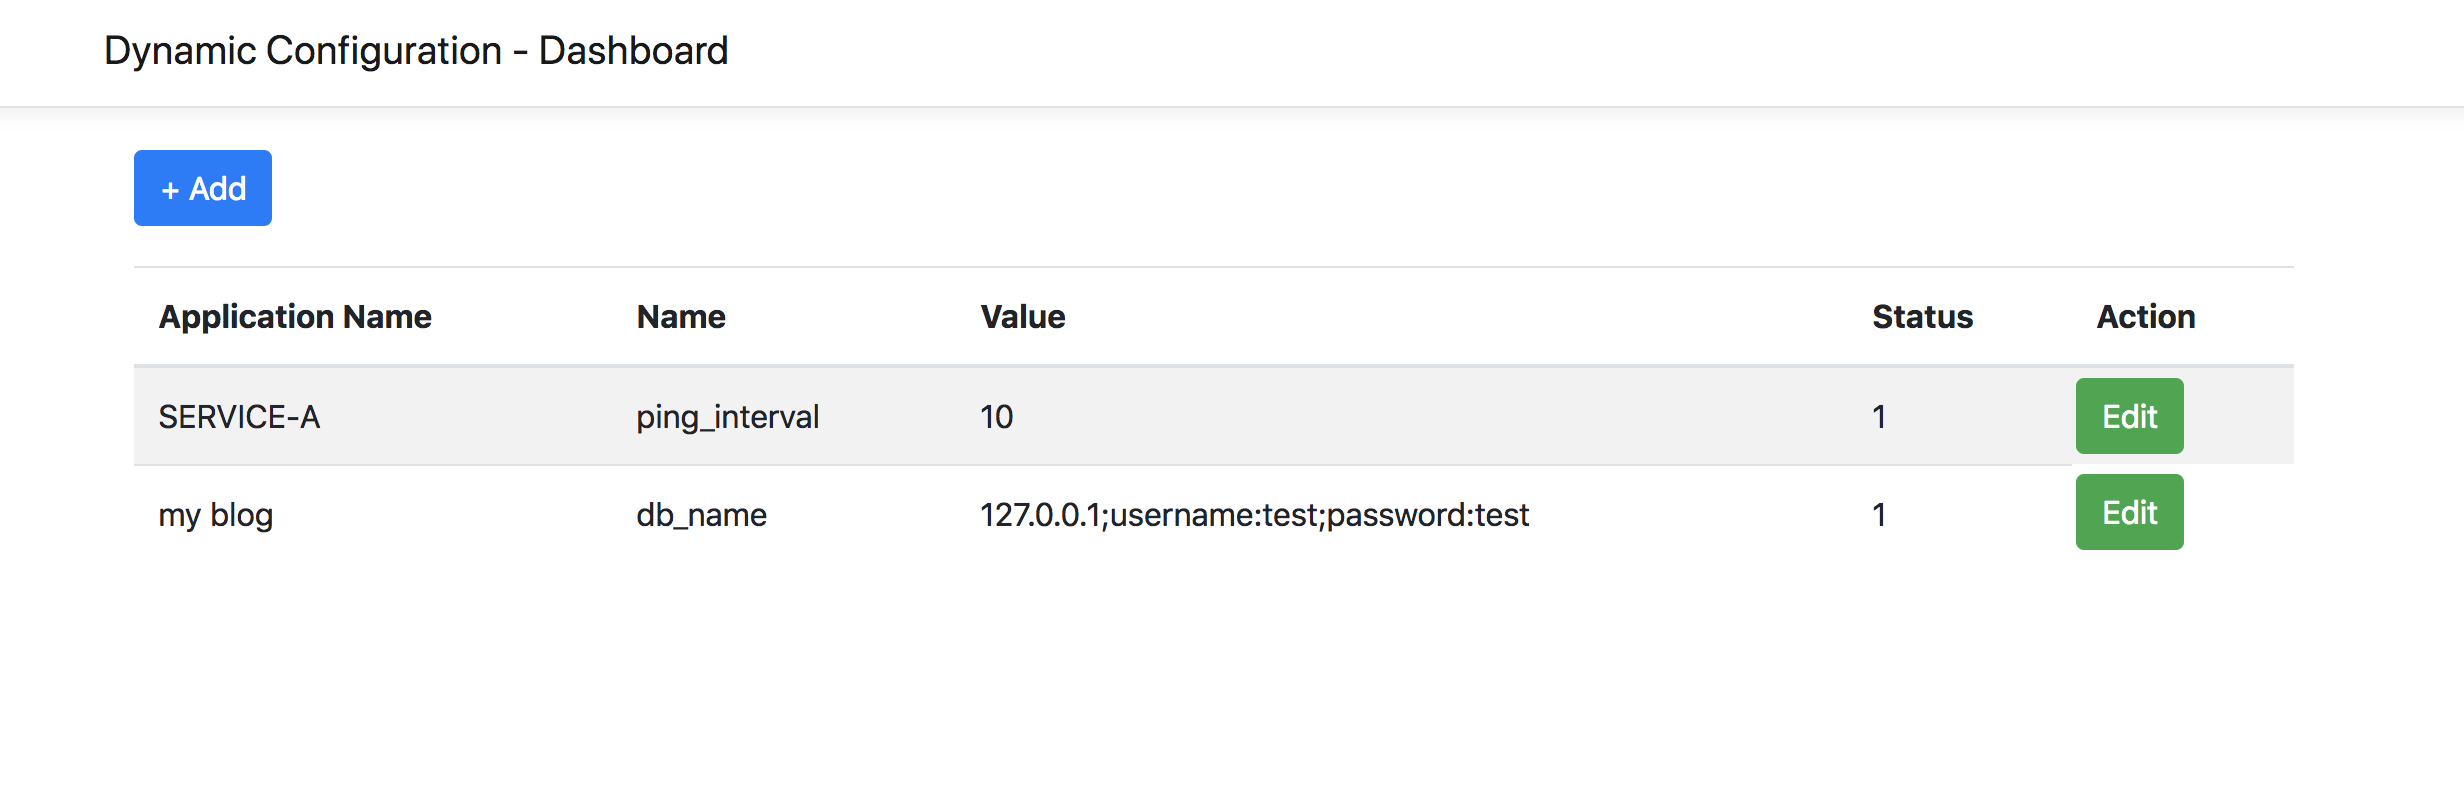 Dynamic Configuration - Dashboard
+ Add
Application Name Name Value Status Action
SERVICE-A ping_interval 10 1 Edit
my blog db_name 127.0.0.1;username:test;password:test 1 Edit